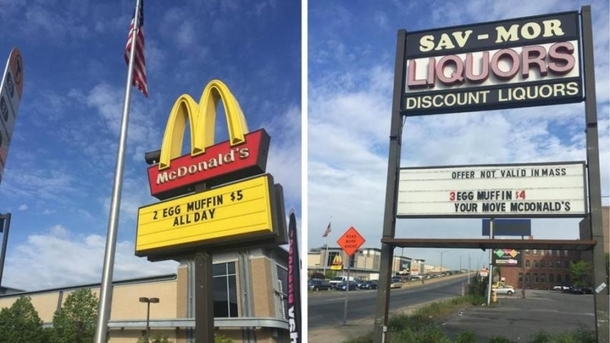 McDonald's
2 EGG MUFFIN $5
ALL DAY
SAV-MOR
LIQUORS
DISCOUNT LIQUORS
OFFER NOT VALID IN MASS
3 EGG MUFFIN $4
YOUR MOVE MCDONALD'S